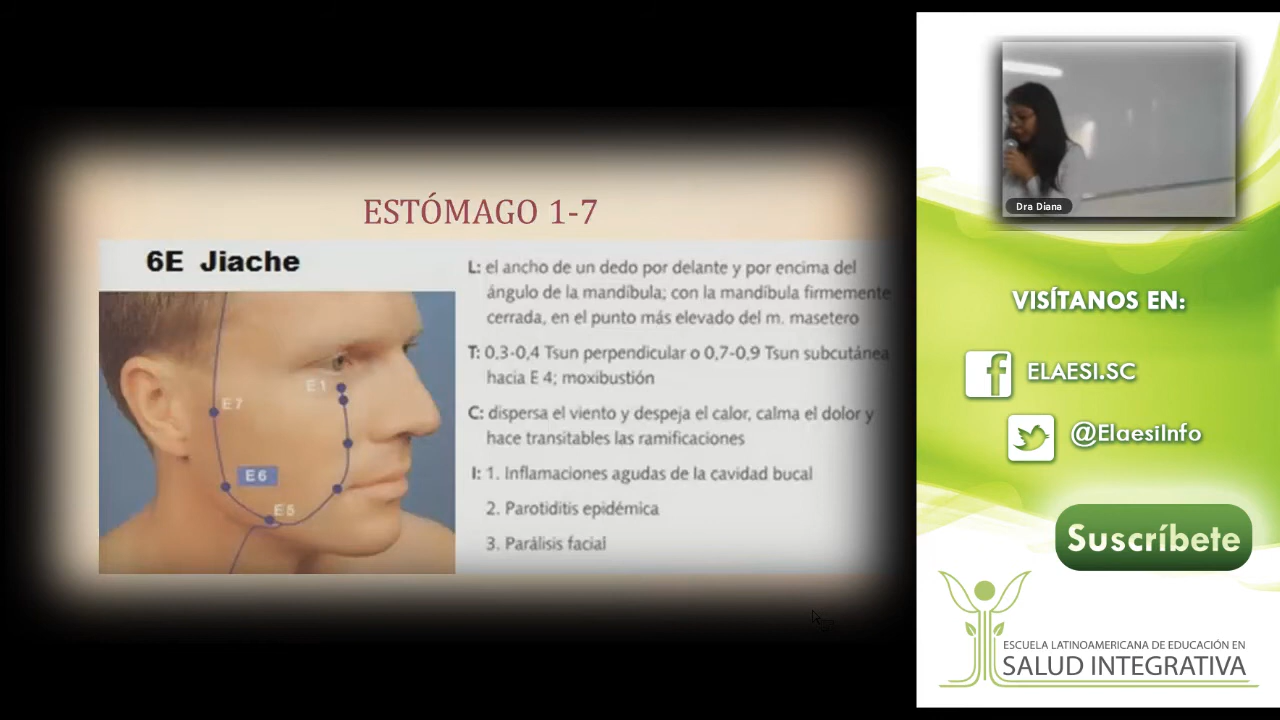 ESTÓMAGO 1-7
6E Jiache
E 1
E 7
E 6
E 5
L: el ancho de un dedo por delante y por encima del
ángulo de la mandíbula; con la mandíbula firmemente
cerrada, en el punto más elevado del m. masetero
T: 0,3-0,4 Tsun perpendicular o 0,7-0,9 Tsun subcutánea
hacia E 4; moxibustión
C: dispersa el viento y despeja el calor, calma el dolor y
hace transitables las ramificaciones
I: 1. Inflamaciones agudas de la cavidad bucal
2. Parotiditis epidémica
3. Parálisis facial
Dra Diana
VISÍTANOS EN:
ELAESI.SC
@ElaesiInfo
Suscríbete
ESCUELA LATINOAMERICANA DE EDUCACIÓN EN
SALUD INTEGRATIVA